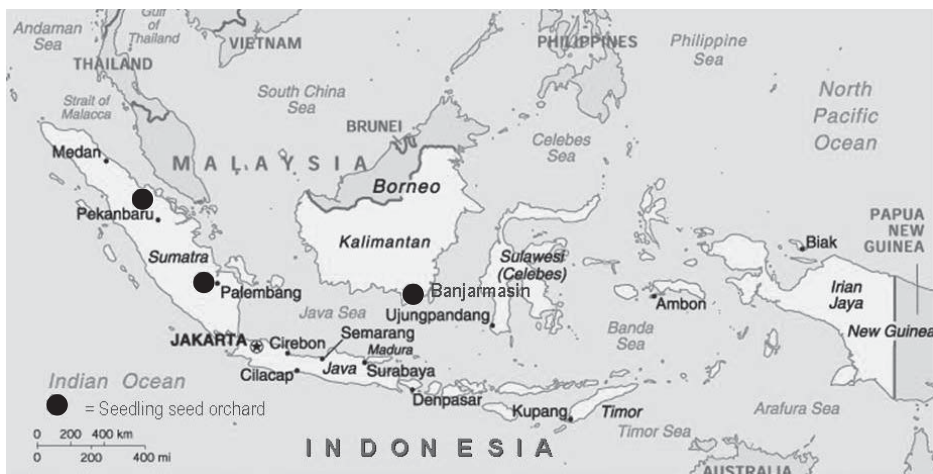 Andaman
Sea
Gulf
of
Thailand
THAILAND
VIETNAM
PHILIPPINES
Philippine
Sea
North
Pacific
Ocean
South China
Sea
Strait of
Malacca
BRUNEI
Celebes
Sea
Medan
MALAYSIA
Borneo
Pekanbaru
Kalimantan
Sumatra
Sulawesi
(Celebes)
Biak
PAPUA
NEW
GUINEA
Palembang
Banjarmasin
Irian
Jaya
Ambon
Java Sea
Ujungpandang
Semarang
Banda
Sea
New Guinea
JAKARTA
Cirebon
Madura
Cilacap
Java
Surabaya
Indian Ocean
Denpasar
Kupang
Timor
Arafura Sea
Timor Sea
= Seedling seed orchard
0 200 400 km
0 200 400 mi
INDONESIA
AUSTRALIA